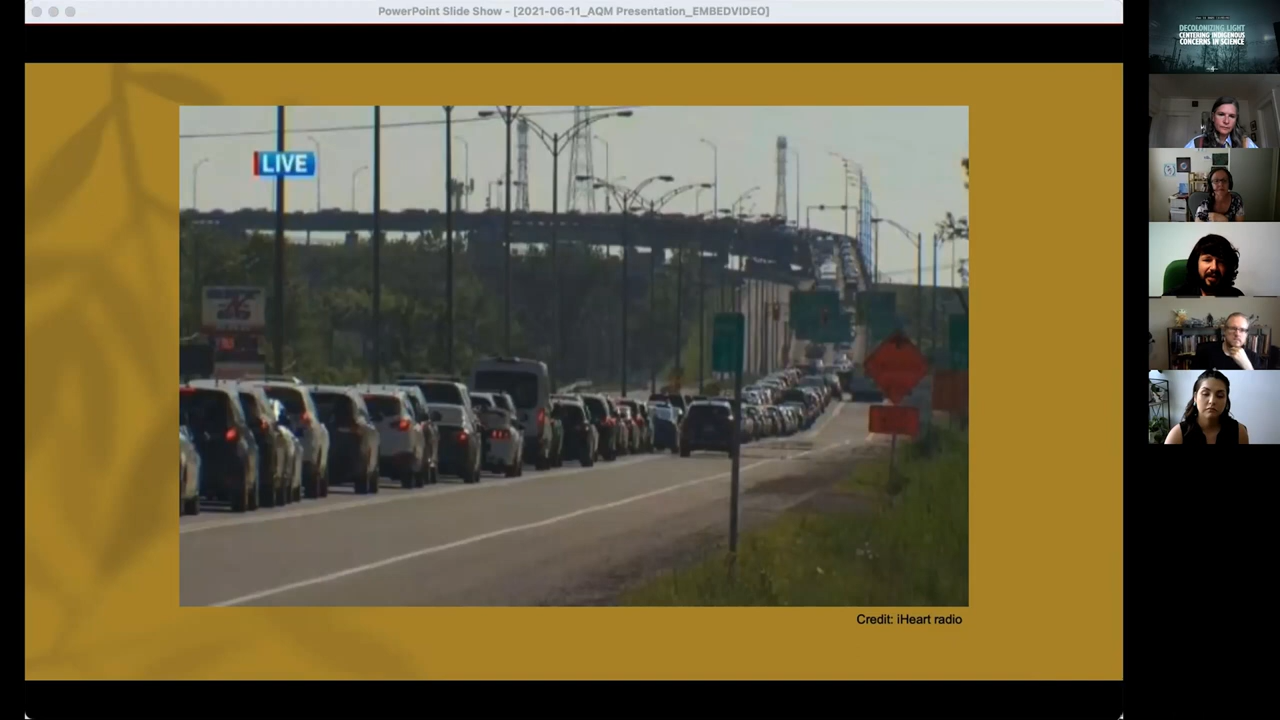 PowerPoint Slide Show - [2021-06-11_AQM Presentation_EMBEDVIDEO]
LIVE
Credit: iHeart radio
DECOLONIZING LIGHT
CENTERING INDIGENOUS
CONCERNS IN SCIENCE